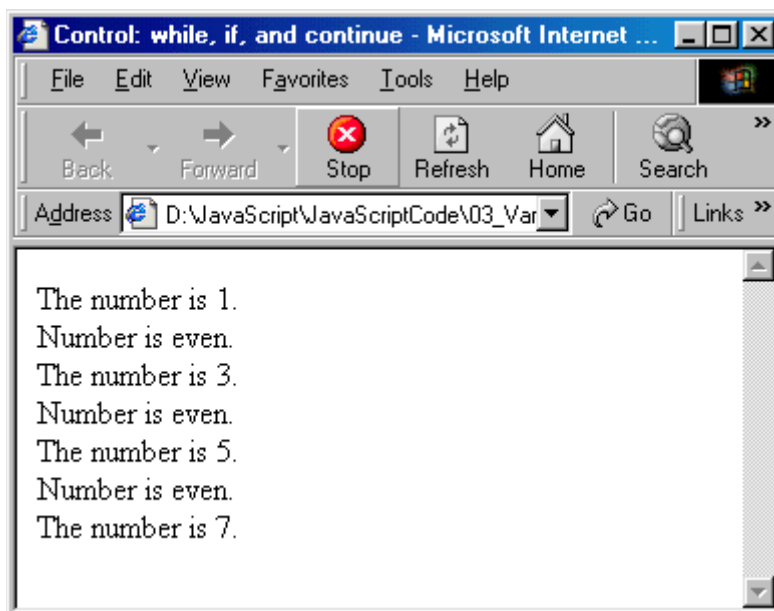 Control: while, if, and continue - Microsoft Internet ...
File Edit View Favorites Tools Help
Back Forward Stop Refresh Home Search »
Address D:\JavaScript\JavaScriptCode\03_Var Go Links »
The number is 1.
Number is even.
The number is 3.
Number is even.
The number is 5.
Number is even.
The number is 7.